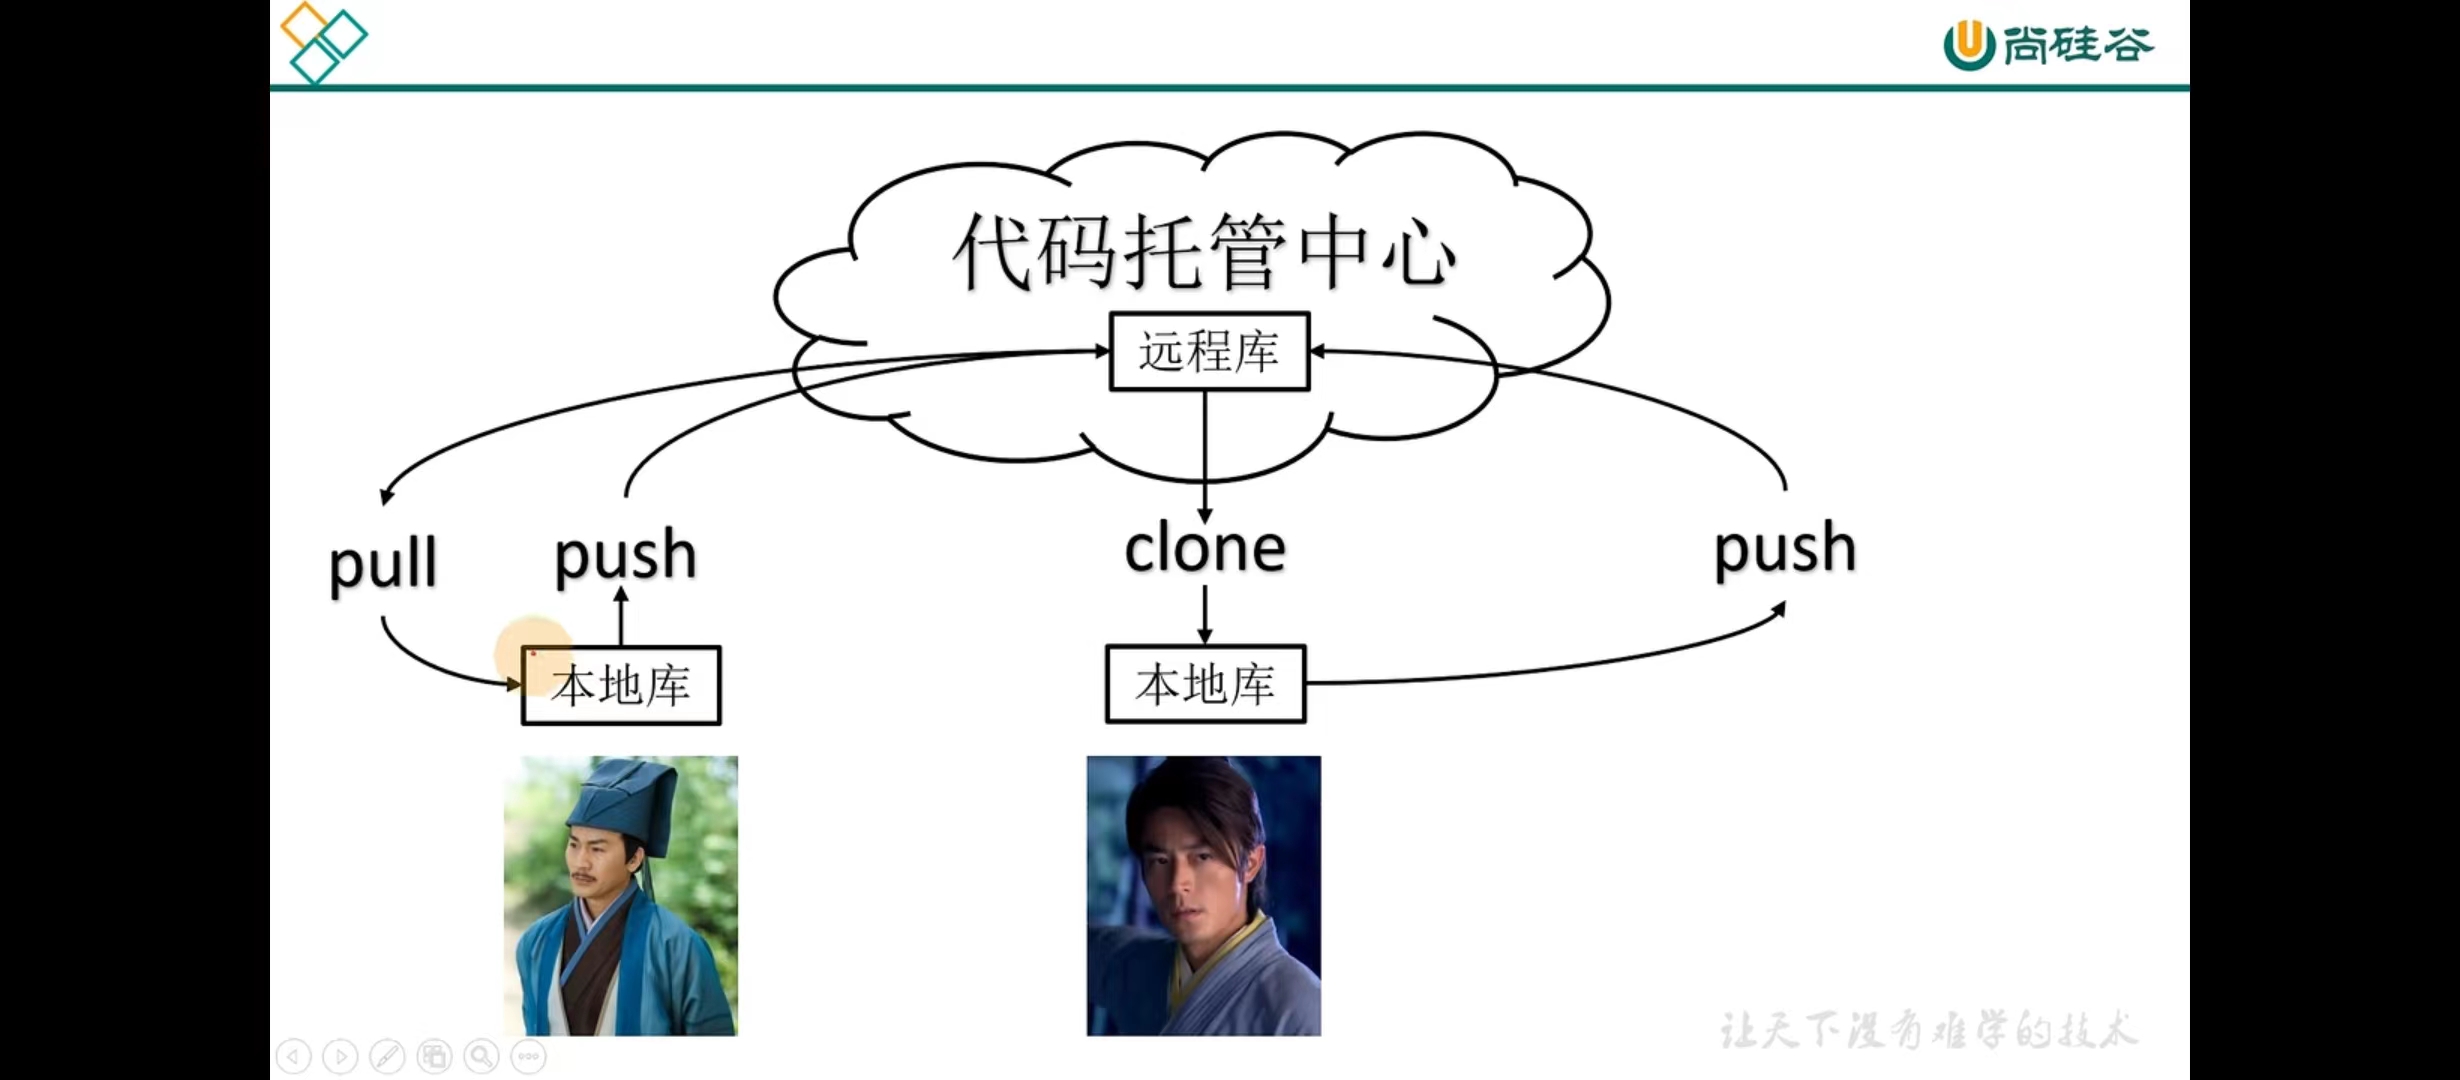 尚硅谷
代码托管中心
远程库
pull
push
clone
push
本地库
本地库
让天下没有难学的技术